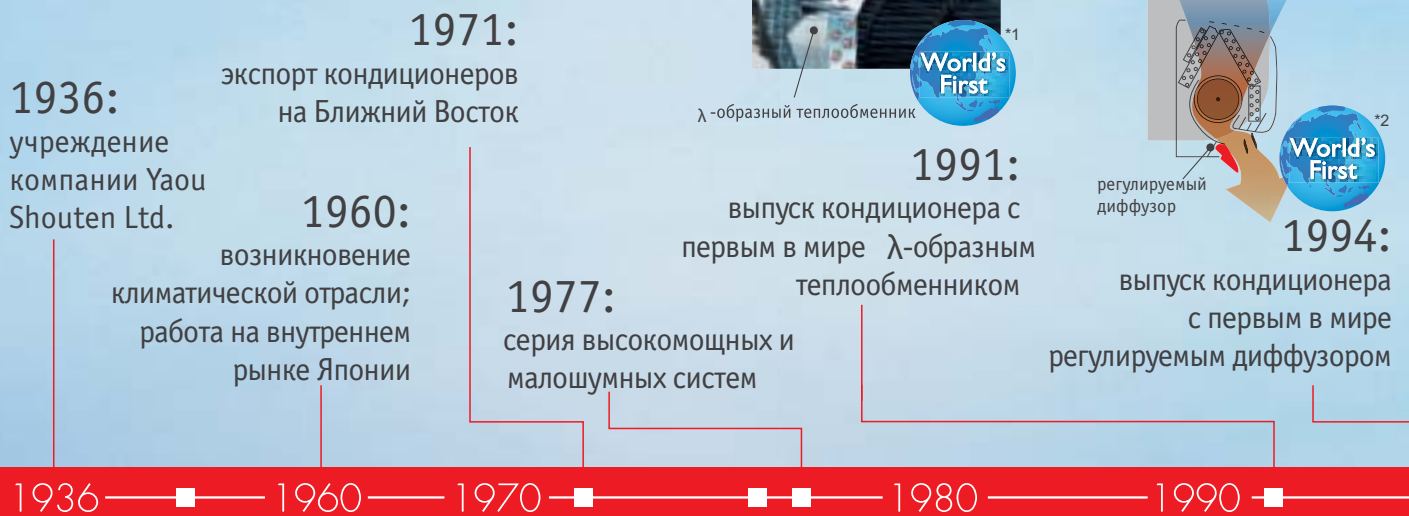 1936:
учреждение
компании Yaou
Shouten Ltd.
1960:
возникновение
климатической отрасли;
работа на внутреннем
рынке Японии
1971:
экспорт кондиционеров
на Ближний Восток
1977:
серия высокомощных и
малошумных систем
λ -образный теплообменник
World's
First
*1
1991:
выпуск кондиционера с
первым в мире λ-образным
теплообменником
регулируемый
диффузор
World's
First
*2
1994:
выпуск кондиционера
с первым в мире
регулируемым диффузором
1936 1960 1970 1980 1990